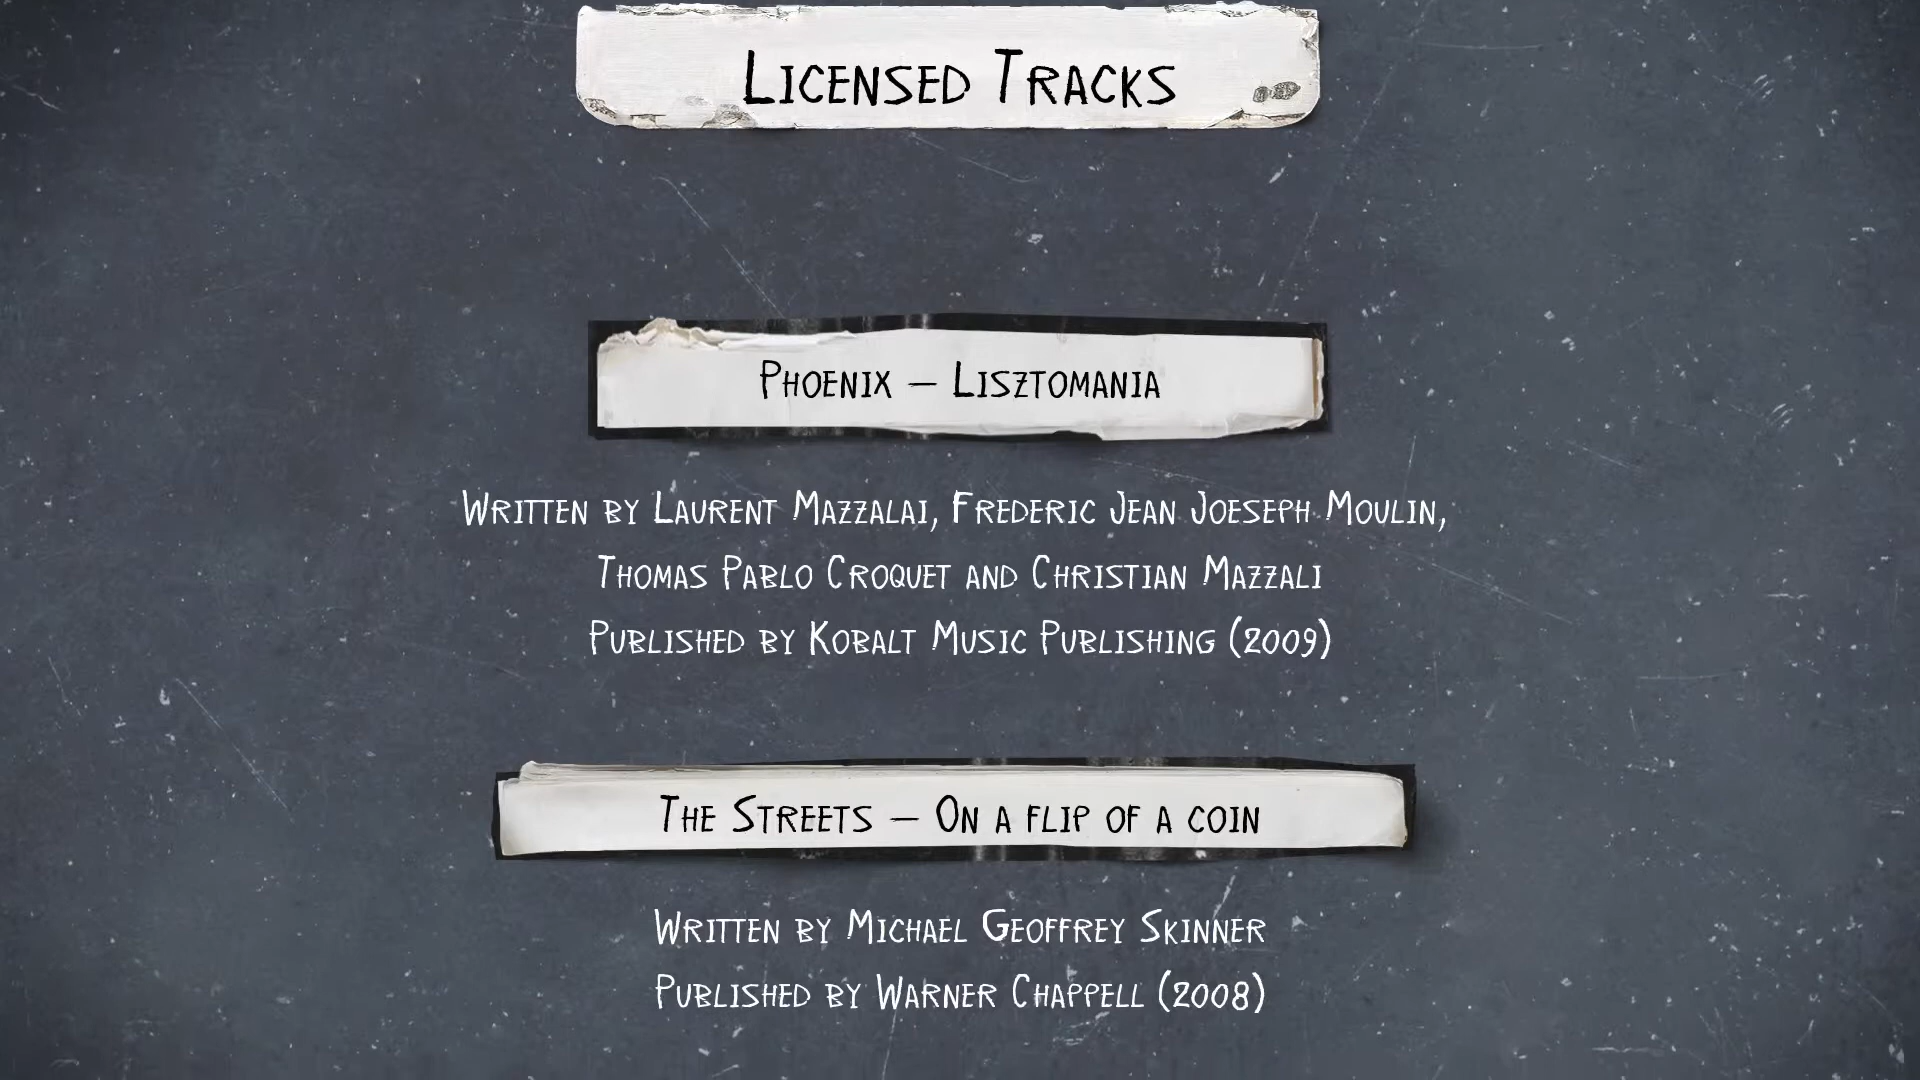 Licensed Tracks
Phoenix – Lisztomania
Written by Laurent Mazzalai, Frederic Jean Joeseph Moulin,
Thomas Pablo Croquet and Christian Mazzali
Published by Kobalt Music Publishing (2009)
The Streets – On a flip of a coin
Written by Michael Geoffrey Skinner
Published by Warner Chappell (2008)